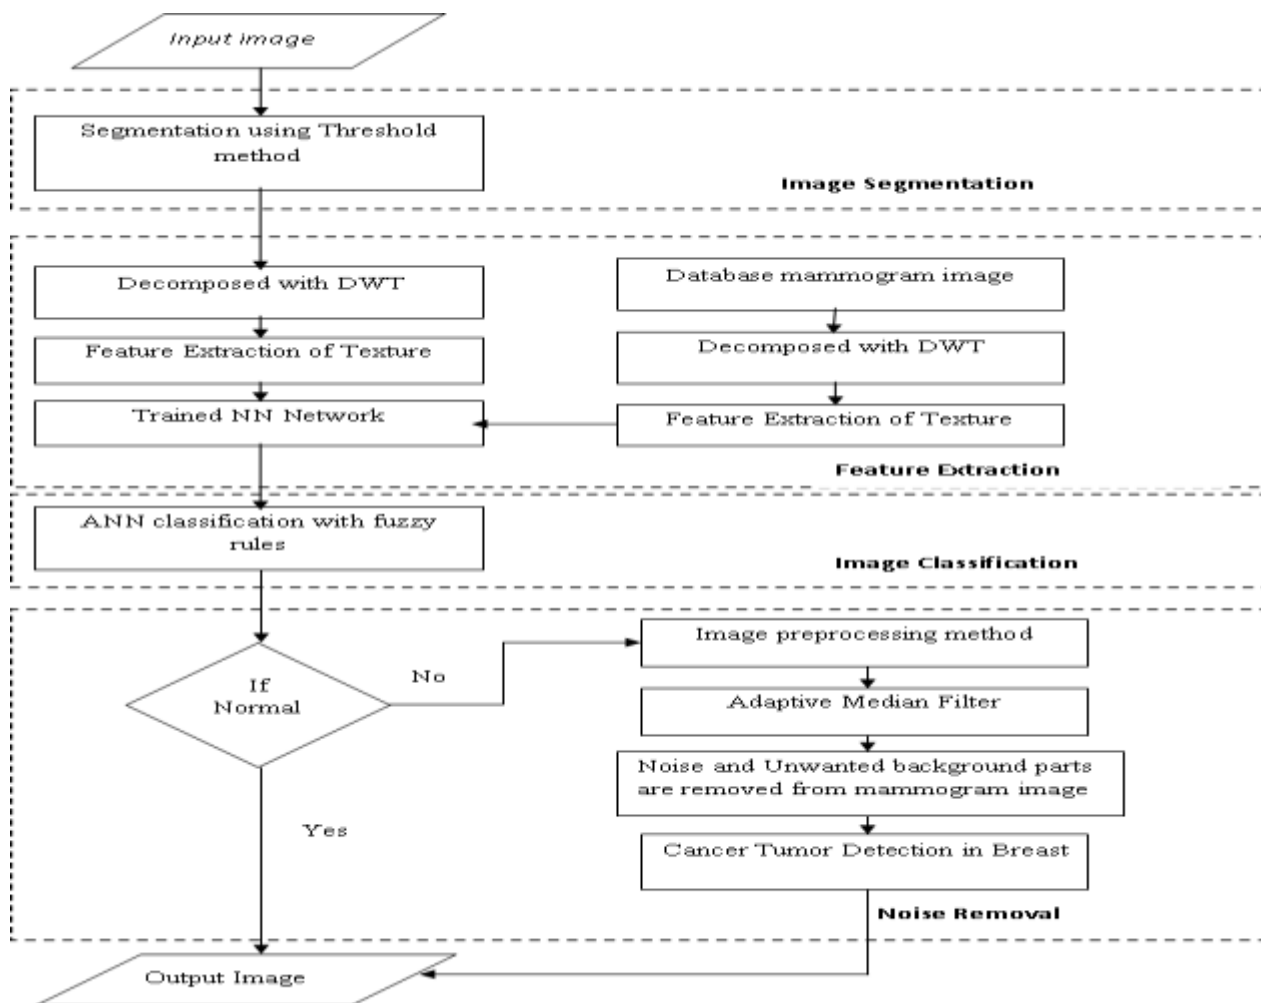 Input image
Segmentation using Threshold
method
Image Segmentation
Decomposed with DWT
Feature Extraction of Texture
Trained NN Network
Database mammogram image
Decomposed with DWT
Feature Extraction of Texture
Feature Extraction
ANN classification with fuzzy
rules
Image Classification
If
Normal
No
Yes
Image preprocessing method
Adaptive Median Filter
Noise and Unwanted background parts
are removed from mammogram image
Cancer Tumor Detection in Breast
Noise Removal
Output Image